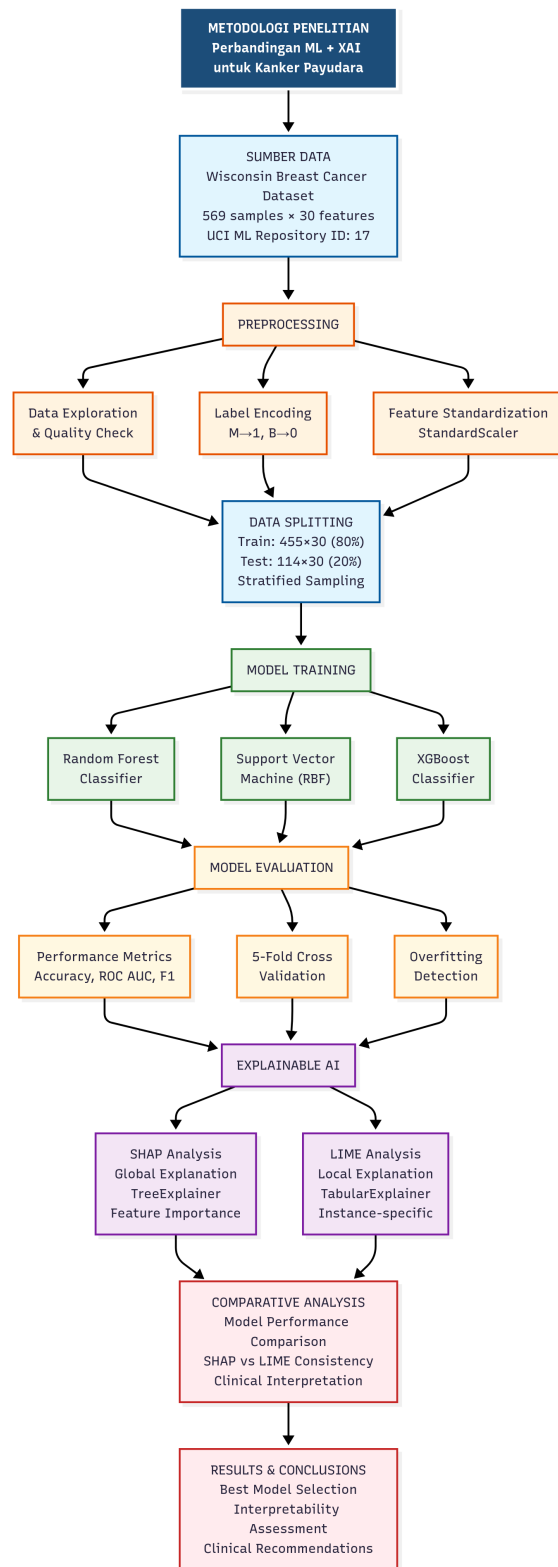 METODOLOGI PENELITIAN
Perbandingan ML + XAI
untuk Kanker Payudara
SUMBER DATA
Wisconsin Breast Cancer
Dataset
569 samples × 30 features
UCI ML Repository ID: 17
PREPROCESSING
Data Exploration
& Quality Check
Label Encoding
M→1, B→0
Feature Standardization
StandardScaler
DATA SPLITTING
Train: 455×30 (80%)
Test: 114×30 (20%)
Stratified Sampling
MODEL TRAINING
Random Forest
Classifier
Support Vector
Machine (RBF)
XGBoost
Classifier
MODEL EVALUATION
Performance Metrics
Accuracy, ROC AUC, F1
5-Fold Cross
Validation
Overfitting
Detection
EXPLAINABLE AI
SHAP Analysis
Global Explanation
TreeExplainer
Feature Importance
LIME Analysis
Local Explanation
TabularExplainer
Instance-specific
COMPARATIVE ANALYSIS
Model Performance
Comparison
SHAP vs LIME Consistency
Clinical Interpretation
RESULTS & CONCLUSIONS
Best Model Selection
Interpretability
Assessment
Clinical Recommendations